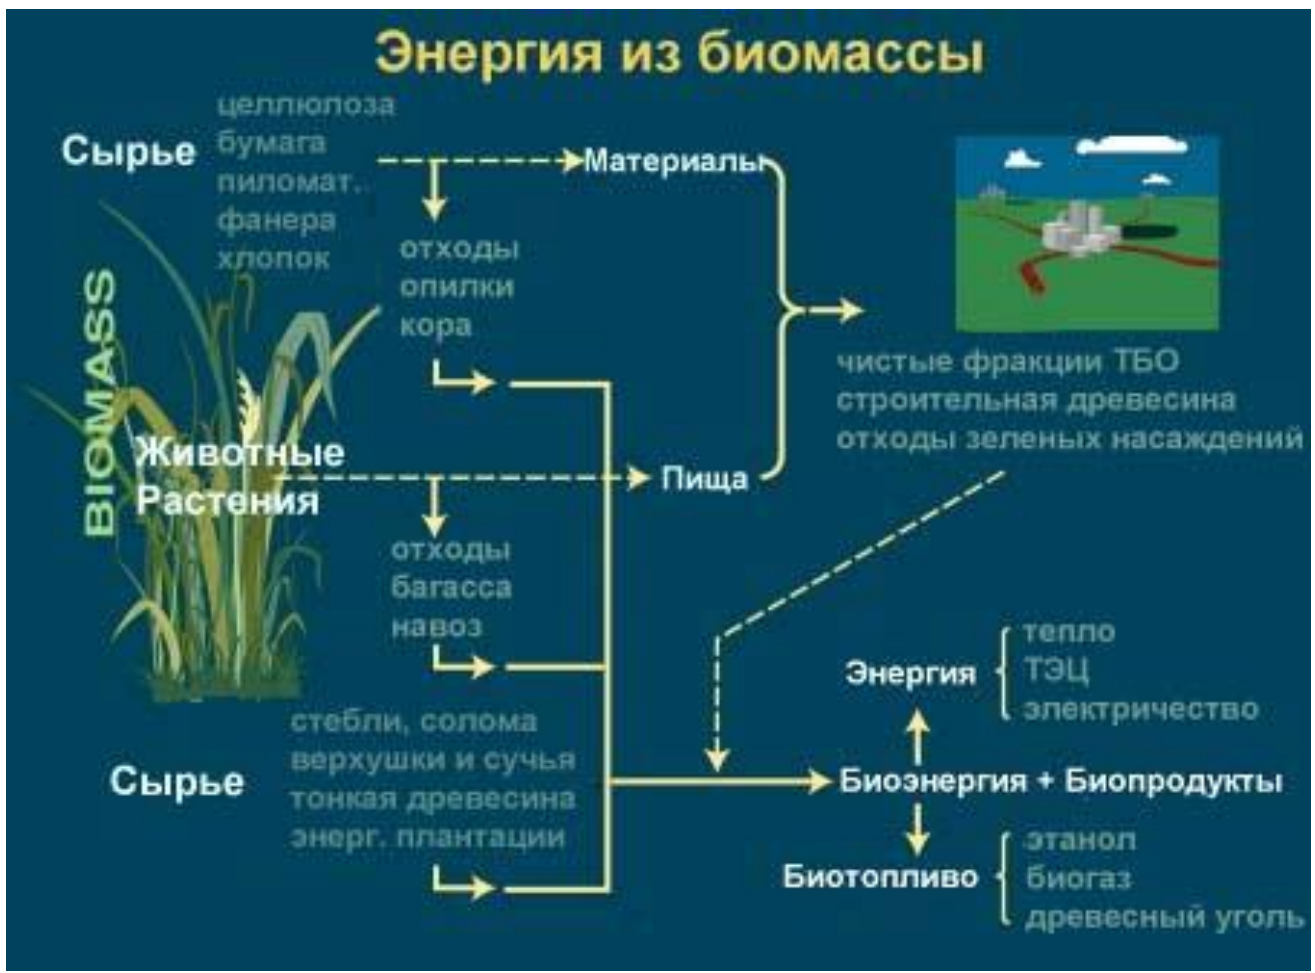 Энергия из биомассы
Сырье
целлюлоза
бумага
пиломат..
фанера
хлопок
Материалы
отходы
опилки
кора
BIOMASS
чистые фракции ТБО
строительная древесина
отходы зеленых насаждений
Животные
Растения
Пища
отходы
багасса
навоз
Сырье
стебли, солома
верхушки и сучья
тонкая древесина
энерг. плантации
Энергия
тепло
ТЭЦ
электричество
Биоэнергия + Биопродукты
Биотопливо
этанол
биогаз
древесный уголь